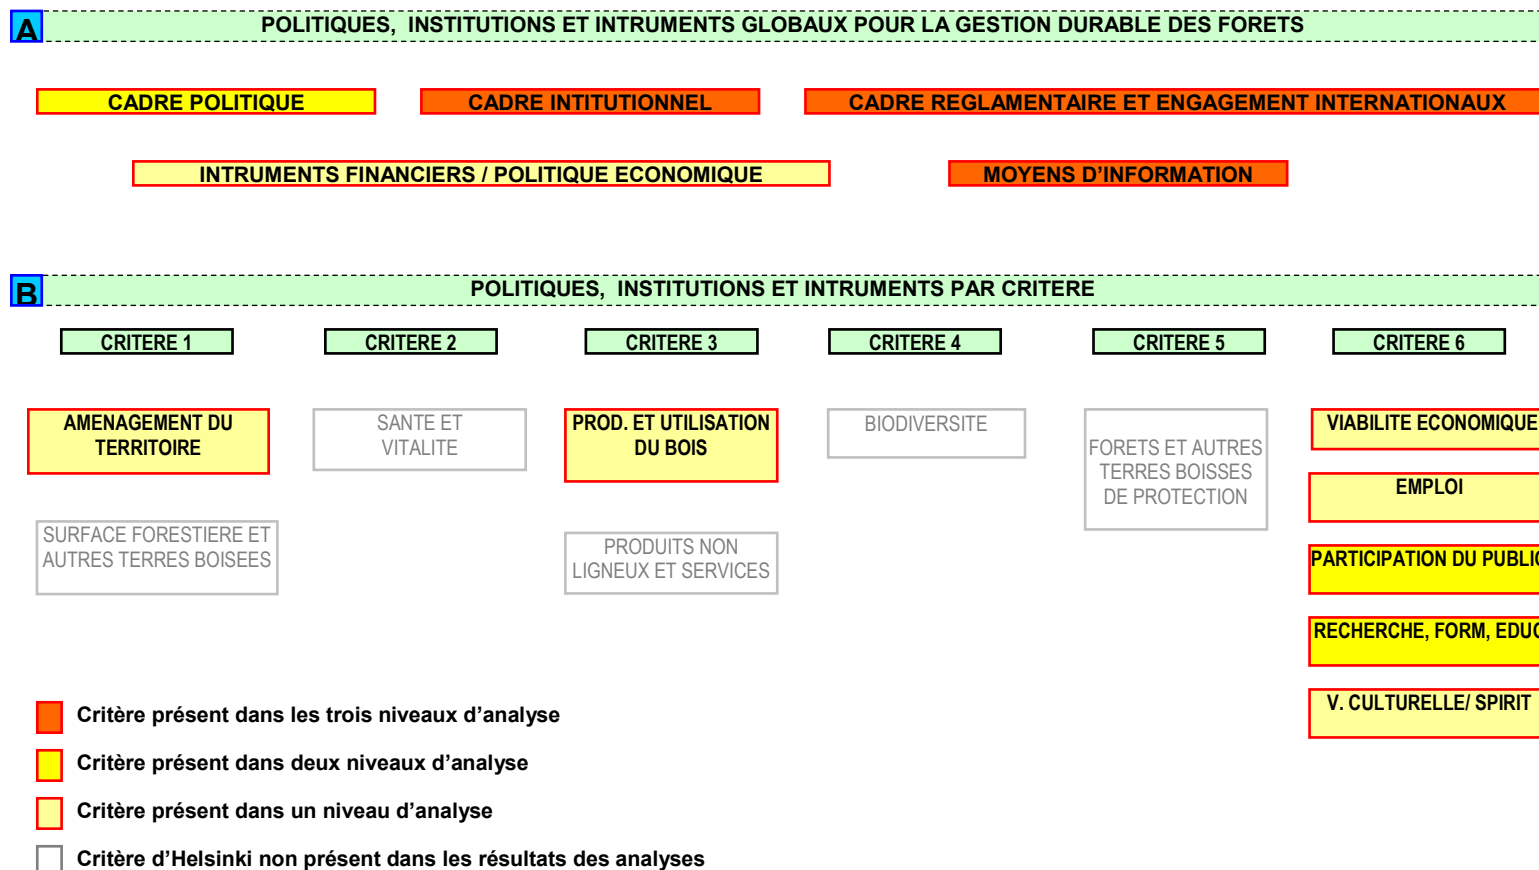 A
POLITIQUES, INSTITUTIONS ET INTRUMENTS GLOBAUX POUR LA GESTION DURABLE DES FORETS
CADRE POLITIQUE
CADRE INTITUTIONNEL
CADRE REGLAMENTAIRE ET ENGAGEMENT INTERNATIONAUX
INTRUMENTS FINANCIERS / POLITIQUE ECONOMIQUE
MOYENS D'INFORMATION
B
POLITIQUES, INSTITUTIONS ET INTRUMENTS PAR CRITERE
CRITERE 1
CRITERE 2
CRITERE 3
CRITERE 4
CRITERE 5
CRITERE 6
AMENAGEMENT DU
TERRITOIRE
SURFACE FORESTIERE ET
AUTRES TERRES BOISEES
SANTE ET
VITALITE
PROD. ET UTILISATION
DU BOIS
PRODUITS NON
LIGNEUX ET SERVICES
BIODIVERSITE
FORETS ET AUTRES
TERRES BOISSES
DE PROTECTION
VIABILITE ECONOMIQUE
EMPLOI
PARTICIPATION DU PUBLIC
RECHERCHE, FORM, EDUC
V. CULTURELLE/ SPIRIT
Critère présent dans les trois niveaux d'analyse
Critère présent dans deux niveaux d'analyse
Critère présent dans un niveau d'analyse
Critère d'Helsinki non présent dans les résultats des analyses